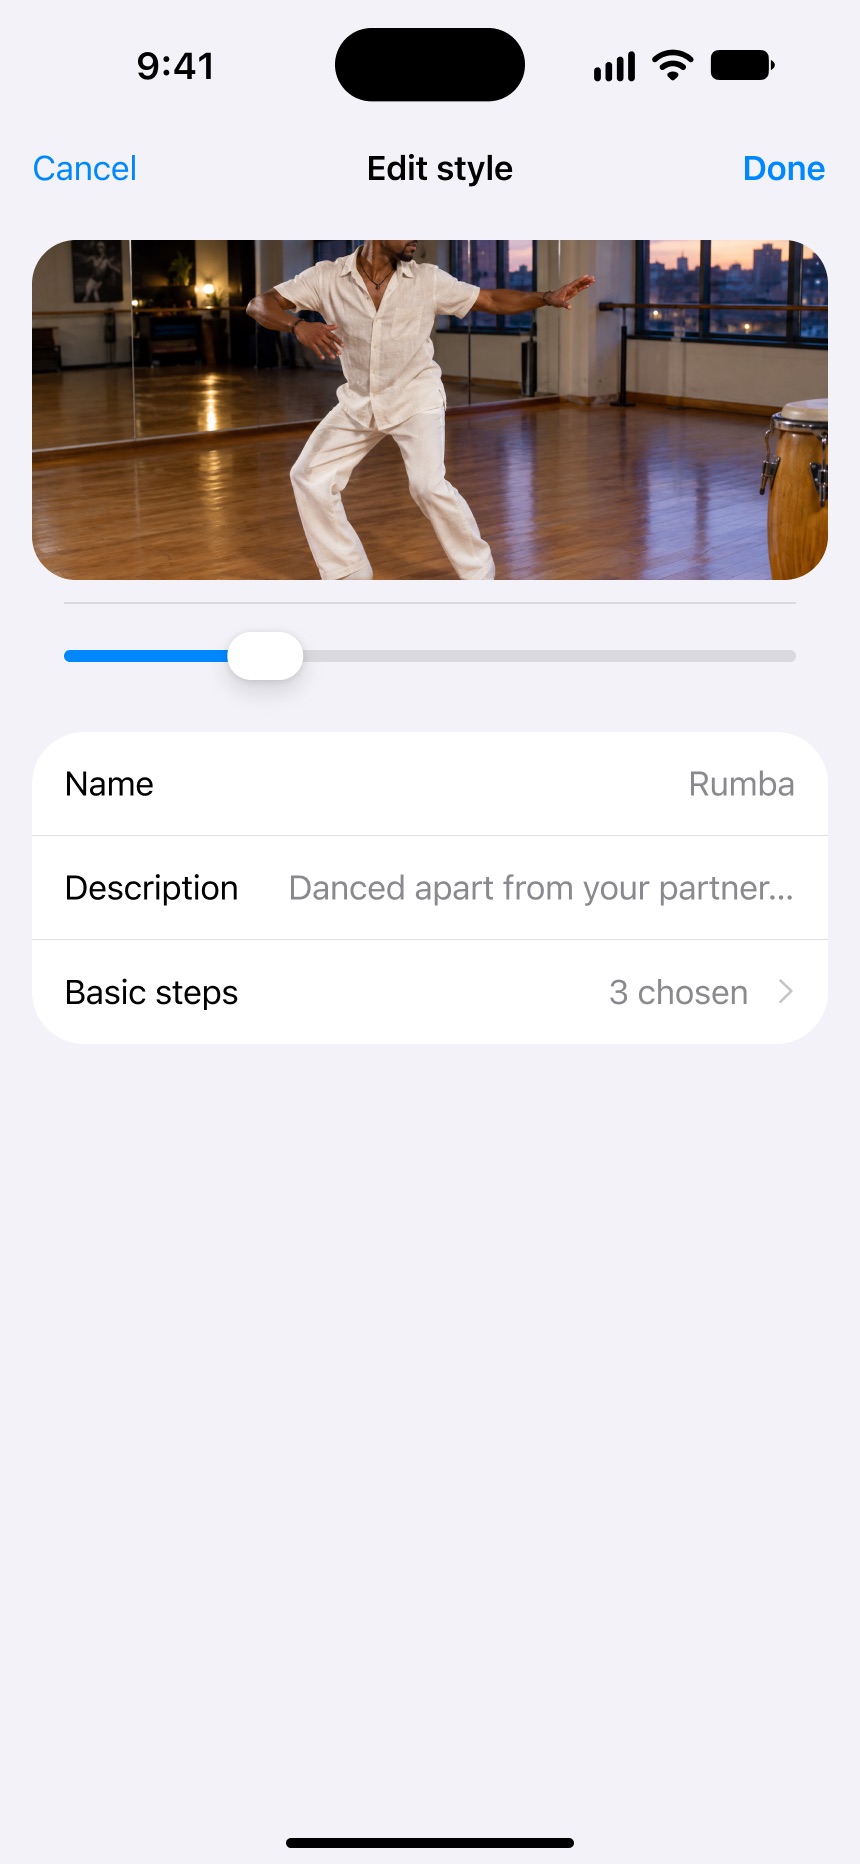 9:41
Cancel
Edit style
Done
Name
Rumba
Description
Danced apart from your partner...
Basic steps
3 chosen